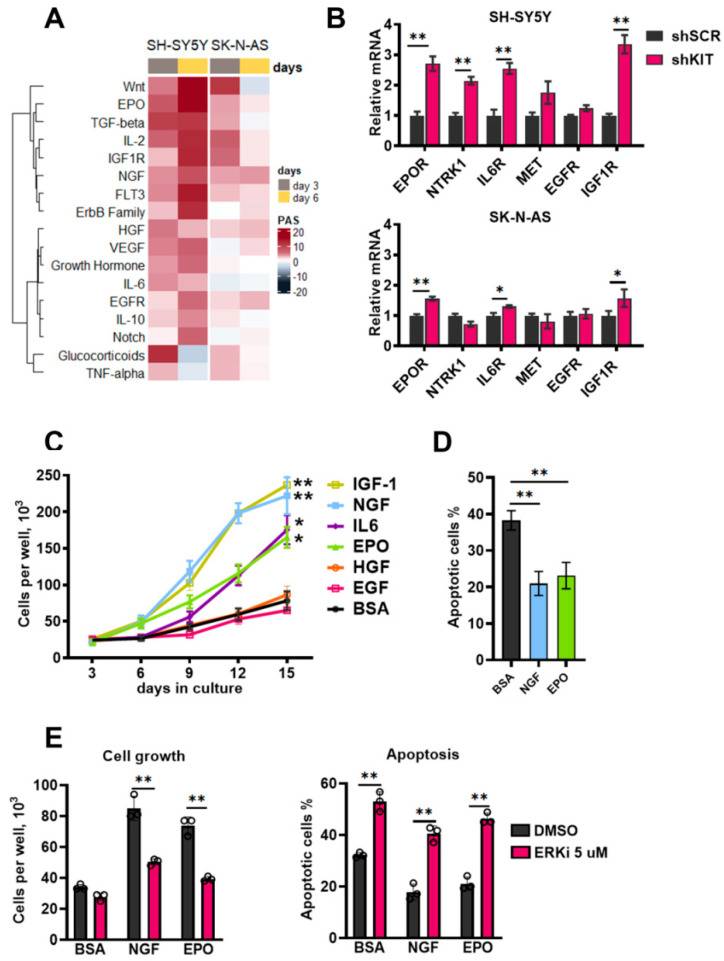 A
SH-SY5Y SK-N-AS
days
Wnt
EPO
TGF-beta
IL-2
IGF1R
NGF
FLT3
ErbB Family
HGF
VEGF
Growth Hormone
IL-6
EGFR
IL-10
Notch
Glucocorticoids
TNF-alpha
days
day 3
day 6
PAS
20
10
0
-10
-20
B
SH-SY5Y
shSCR
shKIT
Relative mRNA
4
3
2
1
0
** ** ** **
EPOR NTRK1 IL6R MET EGFR IGF1R
SK-N-AS
Relative mRNA
4
3
2
1
0
** * *
EPOR NTRK1 IL6R MET EGFR IGF1R
C
Cells per well, 10³
250
200
150
100
50
0
3 6 9 12 15
days in culture
**
**
*
*
IGF-1
NGF
IL6
EPO
HGF
EGF
BSA
D
Apoptotic cells %
50
40
30
20
10
0
**
**
BSA NGF EPO
E
Cell growth
Cells per well, 10³
100
80
60
40
20
0
** **
BSA NGF EPO
Apoptosis
Apoptotic cells %
60
40
20
0
** ** **
BSA NGF EPO
DMSO
ERKi 5 uM